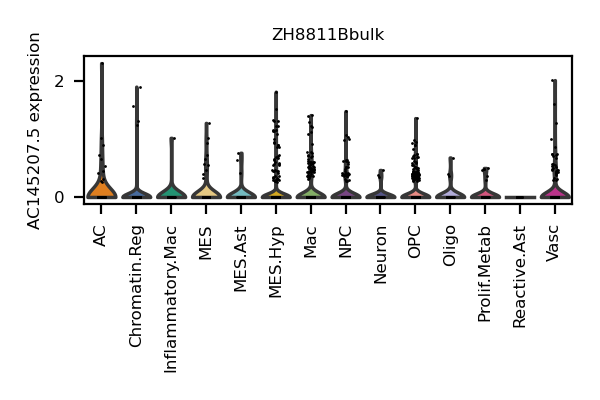 ZH8811Bbulk
AC145207.5 expression
2
0
AC
Chromatin.Reg
Inflammatory.Mac
MES
MES.Ast
MES.Hyp
Mac
NPC
Neuron
OPC
Oligo
Prolif.Metab
Reactive.Ast
Vasc